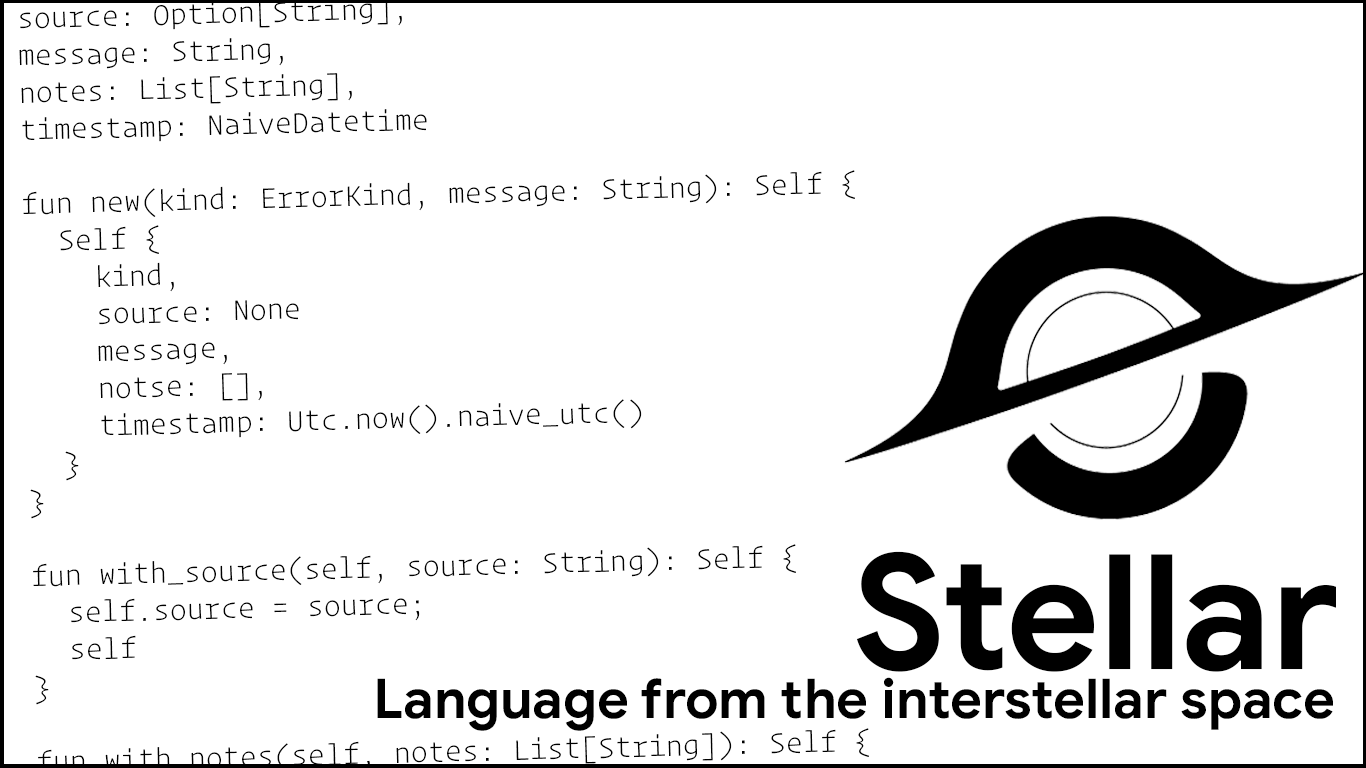 source: Option[String],
message: String,
notes: List[String],
timestamp: NaiveDatetime
fun new(kind: ErrorKind, message: String): Self {
Self {
kind,
source: None
message,
notse: [],
timestamp: Utc.now().naive_utc()
}
}
fun with_source(self, source: String): Self {
self.source = source;
self
}
fun with_notes(self, notes: List[String]): Self {
Stellar
Language from the interstellar space